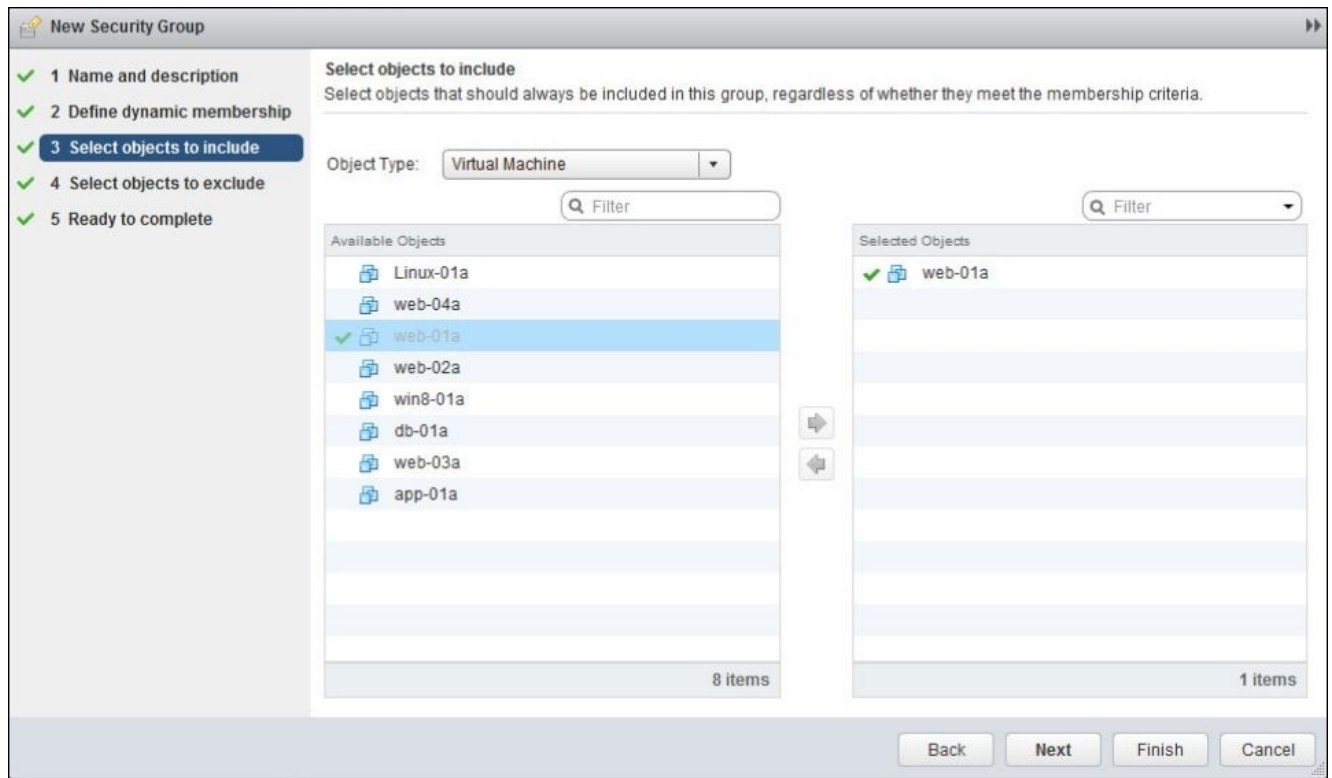 New Security Group
1 Name and description
2 Define dynamic membership
3 Select objects to include
4 Select objects to exclude
5 Ready to complete
Select objects to include
Select objects that should always be included in this group, regardless of whether they meet the membership criteria.
Object Type: Virtual Machine
Filter
Available Objects
Linux-01a
web-04a
web-01a
web-02a
win8-01a
db-01a
web-03a
app-01a
8 items
Filter
Selected Objects
web-01a
1 items
Back Next Finish Cancel